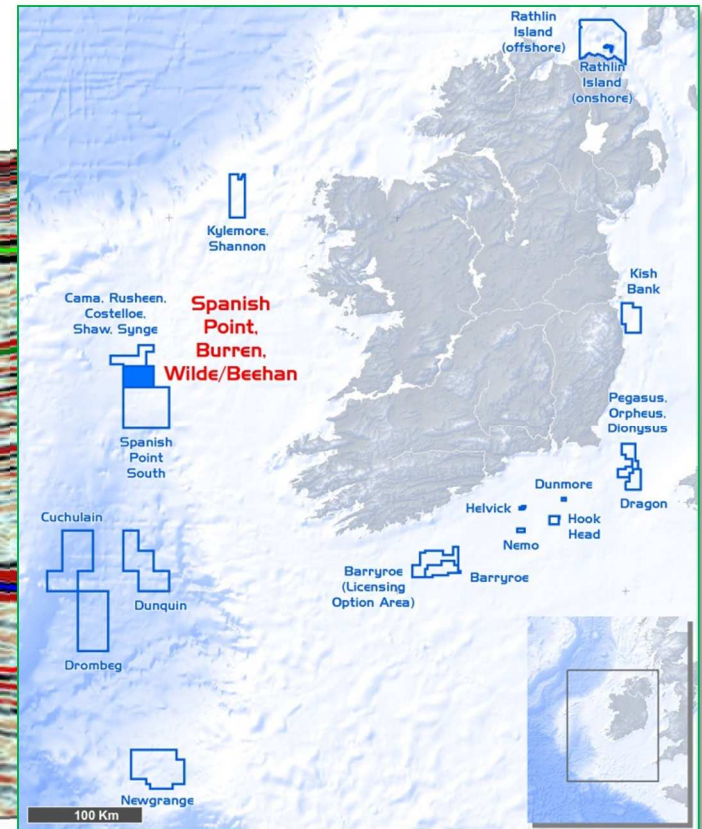 Rathlin
Island
(offshore)
Rathlin
Island
(onshore)
Kylemore,
Shannon
Cama, Rusheen,
Costelloe,
Shaw, Synge
Spanish
Point,
Burren,
Wilde/Beehan
Kish
Bank
Spanish
Point
South
Pegasus,
Orpheus,
Dionysus
Dragon
Dunmore
Helvick
Hook
Head
Nemo
Cuchulain
Dunquin
Barryroe
(Licensing
Option Area)
Barryroe
Drombeg
Newgrange
100 Km